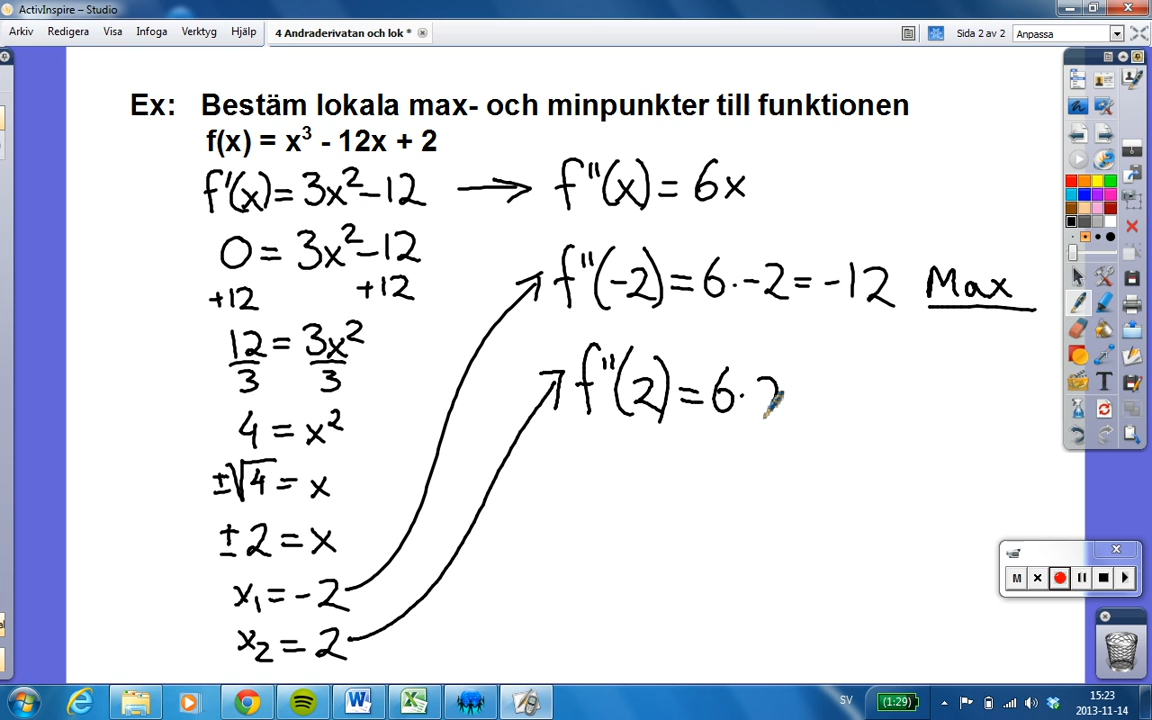 ActivInspire – Studio
Arkiv Redigera Visa Infoga Verktyg Hjälp
4 Andraderivatan och lok *
Sida 2 av 2
Anpassa
Ex: Bestäm lokala max- och minpunkter till funktionen
f(x) = x³ - 12x + 2
f'(x) = 3x² - 12 → f''(x) = 6x
0 = 3x² - 12
+12 +12
f''(-2) = 6 · -2 = -12 Max
12/3 = 3x²/3
f''(2) = 6 · 2
4 = x²
±√4 = x
±2 = x
x₁ = -2
x₂ = 2
M
SV
(1:29)
15:23
2013-11-14